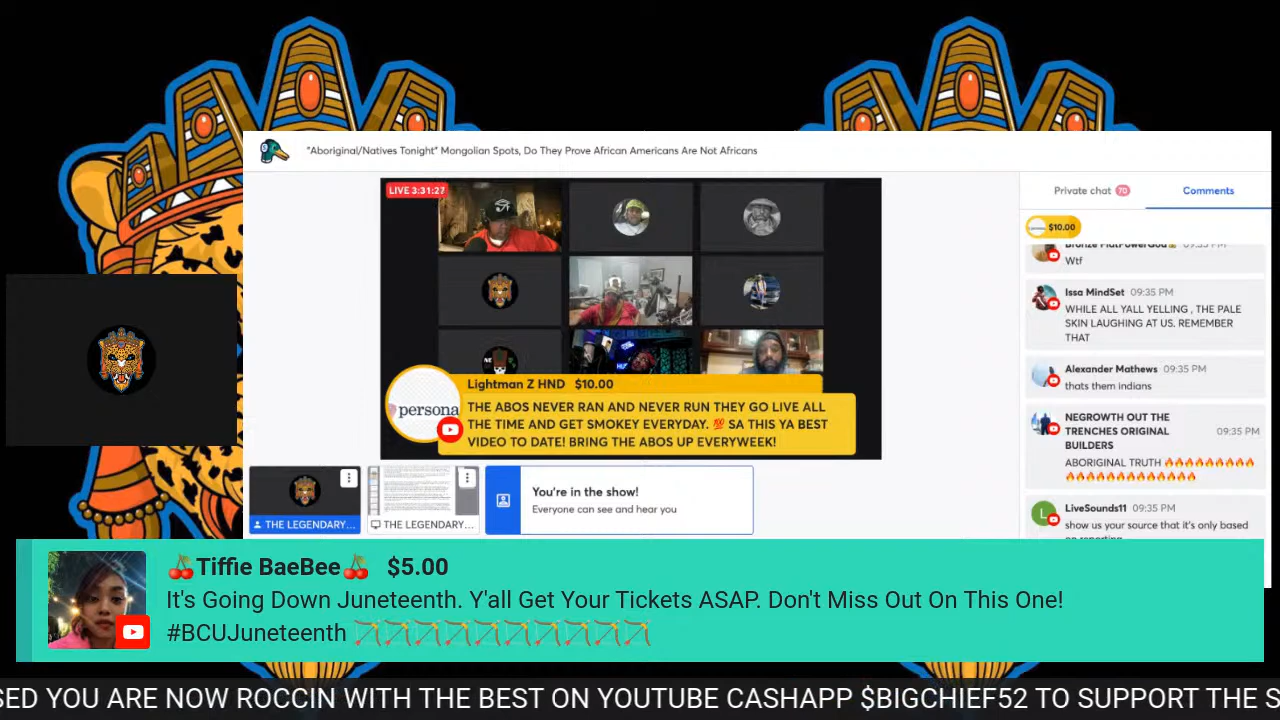 "Aboriginal/Natives Tonight" Mongolian Spots, Do They Prove African Americans Are Not Africans
LIVE 3:31:27
Private chat 70
Comments
$10.00
09:35 PM
Wtf
Issa MindSet 09:35 PM
WHILE ALL YALL YELLING , THE PALE
SKIN LAUGHING AT US. REMEMBER
THAT
Alexander Mathews 09:35 PM
thats them indians
NEGROWTH OUT THE
TRENCHES ORIGINAL
BUILDERS
09:35 PM
ABORIGINAL TRUTH 🔥🔥🔥🔥🔥🔥🔥🔥🔥
🔥🔥🔥🔥🔥🔥🔥🔥🔥🔥🔥🔥🔥
LiveSounds11 09:35 PM
show us your source that it's only based
on reporting
persona
Lightman Z HND $10.00
THE ABOS NEVER RAN AND NEVER RUN THEY GO LIVE ALL
THE TIME AND GET SMOKEY EVERYDAY. 💯 SA THIS YA BEST
VIDEO TO DATE! BRING THE ABOS UP EVERYWEEK!
THE LEGENDARY...
THE LEGENDARY...
You're in the show!
Everyone can see and hear you
🍒Tiffie BaeBee🍒 $5.00
It's Going Down Juneteenth. Y'all Get Your Tickets ASAP. Don't Miss Out On This One!
#BCUJuneteenth 🏹🏹🏹🏹🏹🏹🏹🏹🏹🏹
SED YOU ARE NOW ROCCIN WITH THE BEST ON YOUTUBE CASHAPP $BIGCHIEF52 TO SUPPORT THE S